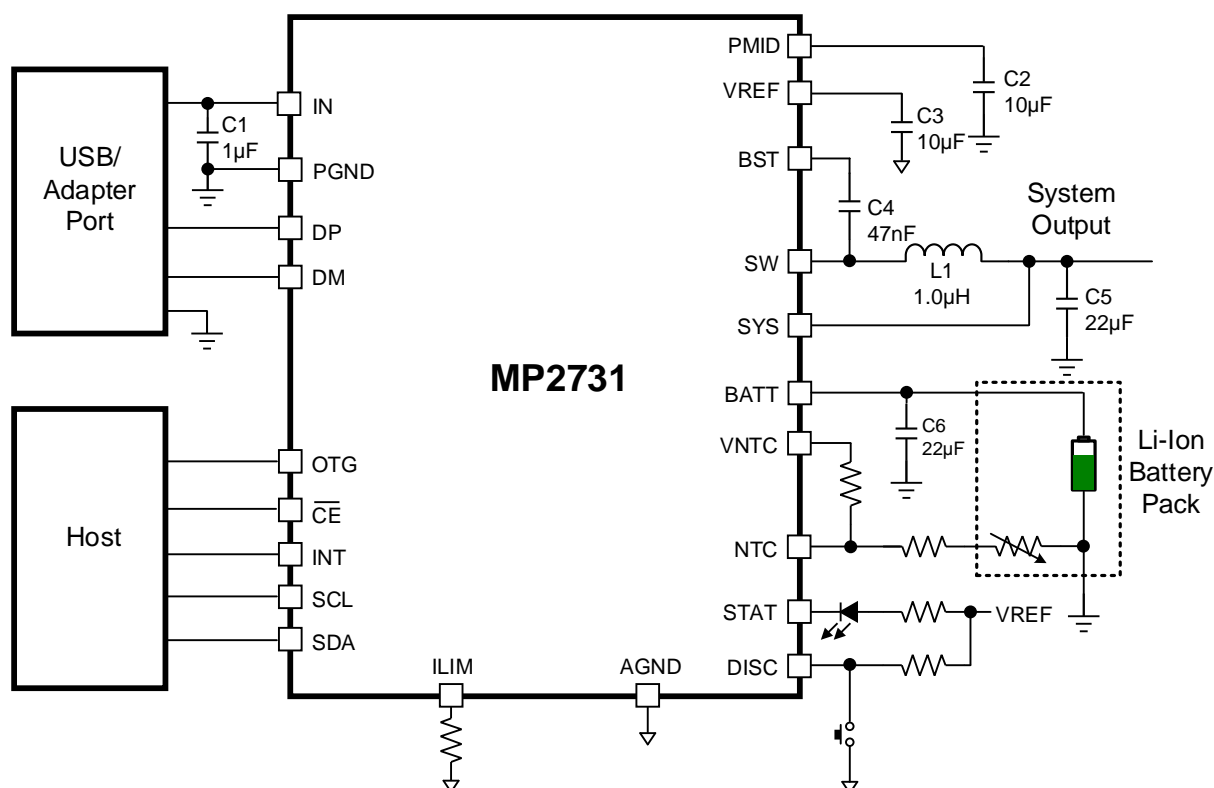 USB/
Adapter
Port
C1
1µF
IN
PGND
DP
DM
Host
OTG
CE
INT
SCL
SDA
MP2731
ILIM
AGND
PMID
VREF
BST
SW
SYS
BATT
VNTC
NTC
STAT
DISC
C2
10µF
C3
10µF
C4
47nF
L1
1.0µH
System
Output
C5
22µF
C6
22µF
Li-Ion
Battery
Pack
VREF